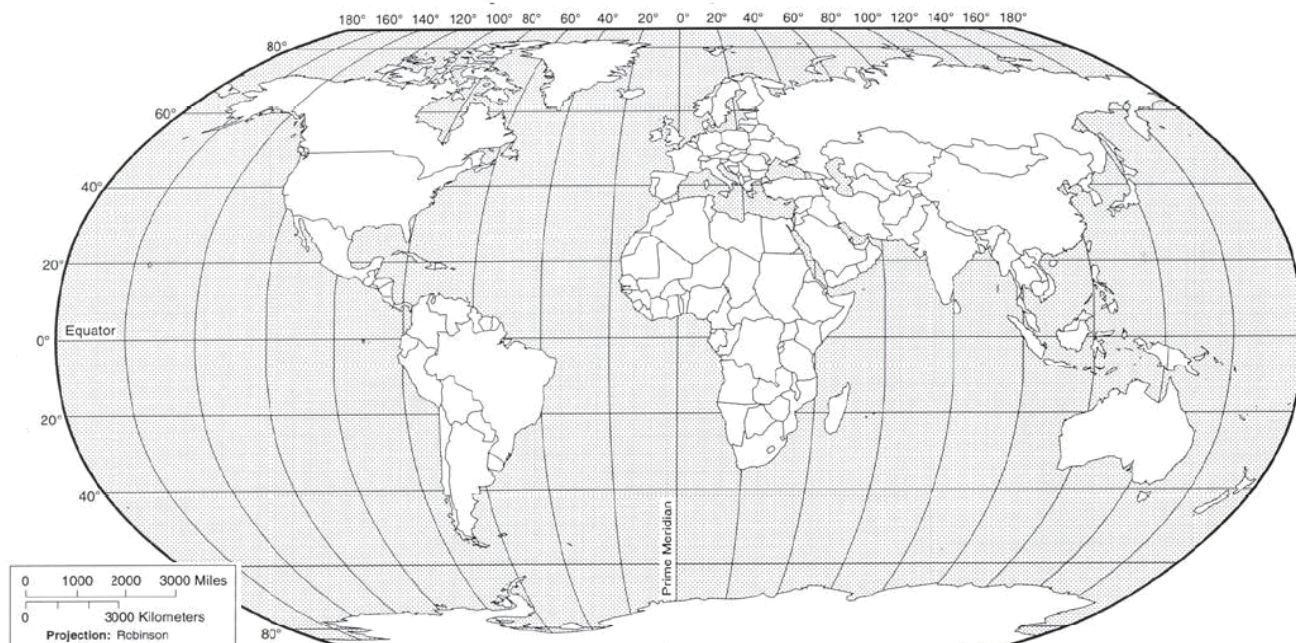 180° 160° 140° 120° 100° 80° 60° 40° 20° 0° 20° 40° 60° 80° 100° 120° 140° 160° 180°
80°
60°
40°
20°
Equator
0°
20°
40°
Prime Meridian
0 1000 2000 3000 Miles
0 3000 Kilometers
Projection: Robinson
80°